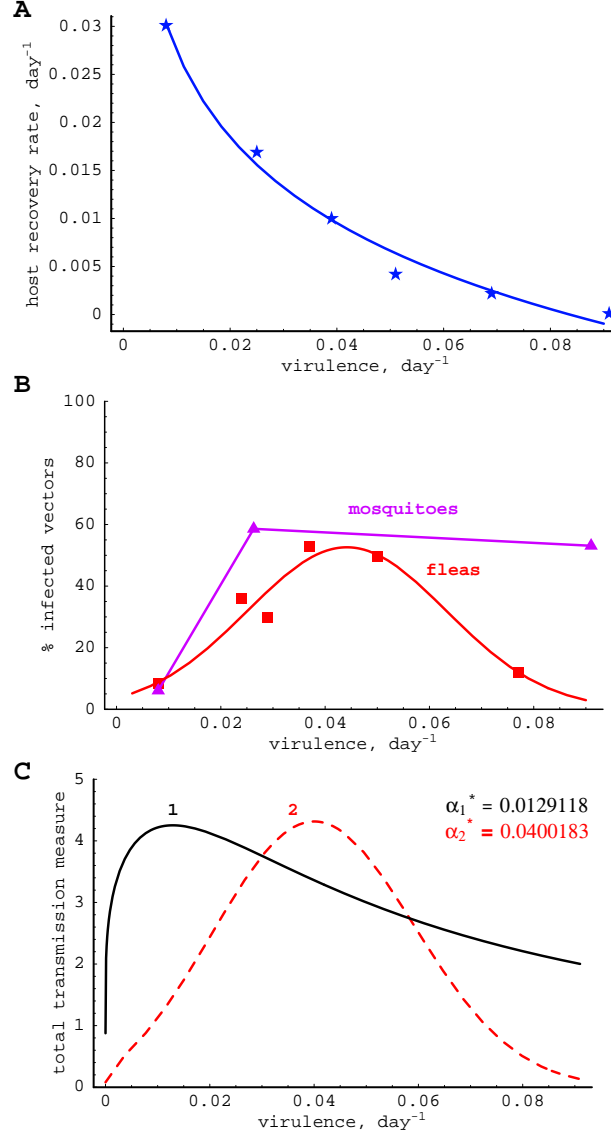 A
host recovery rate, day⁻¹
0.03
0.025
0.02
0.015
0.01
0.005
0
0 0.02 0.04 0.06 0.08
virulence, day⁻¹
B
% infected vectors
100
80
60
40
20
0
mosquitoes
fleas
0 0.02 0.04 0.06 0.08
virulence, day⁻¹
C
total transmission measure
5
4
3
2
1
0
1 2
α₁* = 0.0129118
α₂* = 0.0400183
0 0.02 0.04 0.06 0.08
virulence, day⁻¹